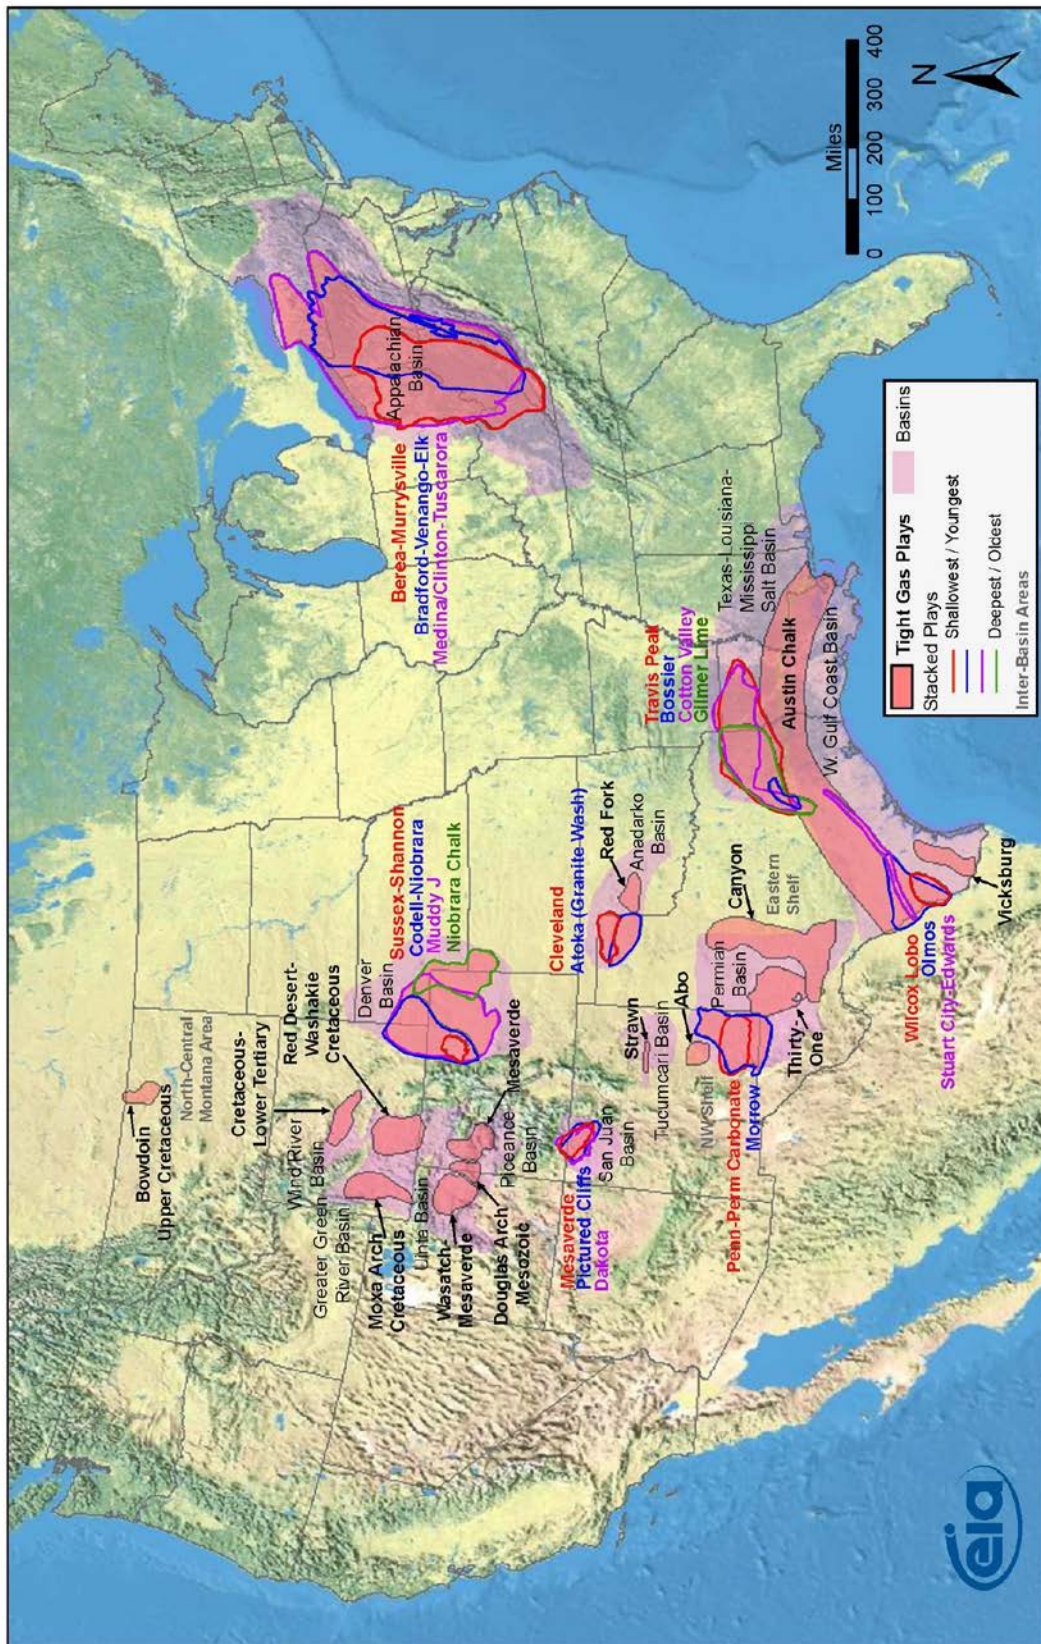 Bowdoin
Upper Cretaceous
North-Central
Montana Area
Cretaceous-
Lower Tertiary
Red Desert-
Washakie
Cretaceous
Wind River
Basin
Greater Green
River Basin
Moxa Arch
Cretaceous
Uinta Basin
Wasatch-
Mesaverde
Douglas Arch
Mesozoic
Piceance
Basin
Mesaverde
Denver
Basin
Sussex-Shannon
Codell-Niobrara
Muddy J
Niobrara Chalk
Berea-Murrysville
Bradford-Venango-Elk
Medina/Clinton-Tuscarora
Appalachian
Basin
Mesaverde
Pictured Cliffs
Dakota
San Juan
Basin
Cleveland
Atoka (Granite Wash)
Red Fork
Anadarko
Basin
Strawn
Tucumcari Basin
Abo
NW Shelf
Penn-Perm Carbonate
Morrow
Permian
Basin
Thirty-
One
Canyon
Eastern
Shelf
Travis Peak
Bossier
Cotton Valley
Gilmer Lime
Texas-Louisiana-
Mississippi
Salt Basin
Austin Chalk
W. Gulf Coast Basin
Wilcox Lobo
Olmos
Stuart City-Edwards
Vicksburg
Tight Gas Plays
Basins
Stacked Plays
Shallowest / Youngest
Deepest / Oldest
Inter-Basin Areas
Miles
0 100 200 300 400
N
eia